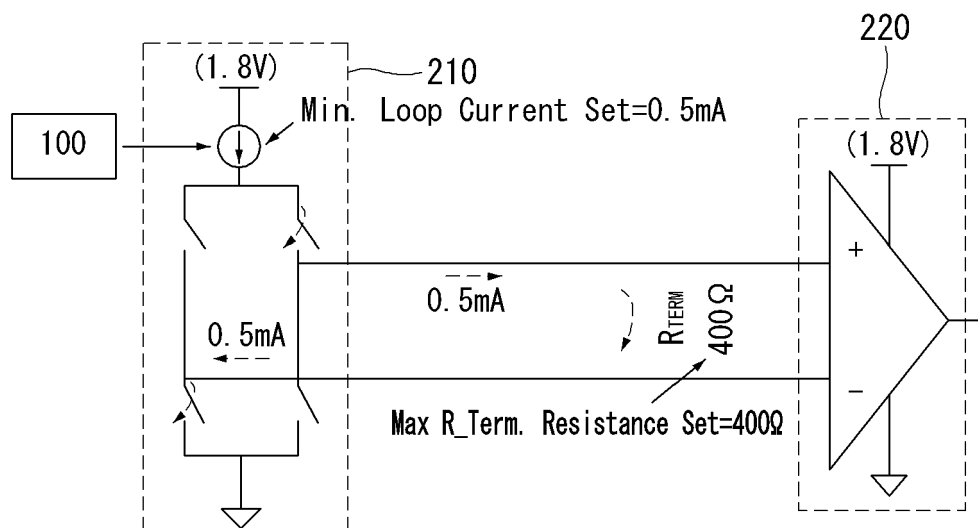 220
(1.8V)
210
Min. Loop Current Set=0.5mA
100
(1.8V)
+
0.5mA
RTERM
400Ω
0.5mA
−
Max R_Term. Resistance Set=400Ω